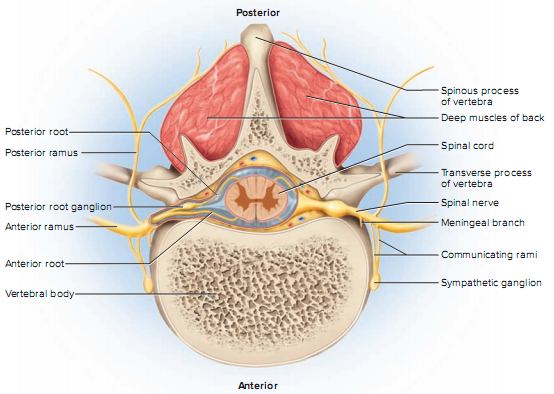 Posterior
Spinous process
of vertebra
Deep muscles of back
Posterior root
Spinal cord
Posterior ramus
Transverse process
of vertebra
Posterior root ganglion
Spinal nerve
Anterior ramus
Meningeal branch
Anterior root
Communicating rami
Sympathetic ganglion
Vertebral body
Anterior